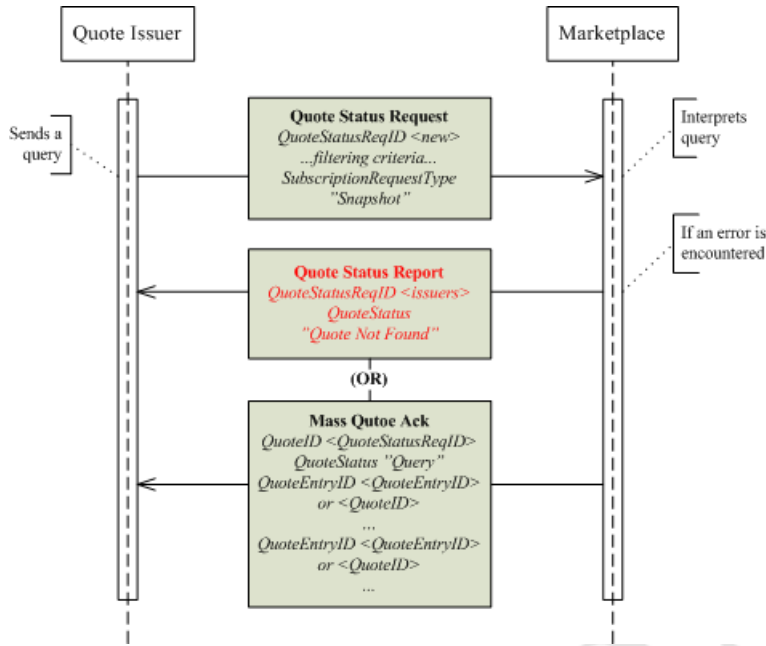 Quote Issuer
Marketplace
Sends a
query
Quote Status Request
QuoteStatusReqID <new>
...filtering criteria...
SubscriptionRequestType
"Snapshot"
Interprets
query
If an error is
encountered
Quote Status Report
QuoteStatusReqID <issuers>
QuoteStatus
"Quote Not Found"
(OR)
Mass Qutoe Ack
QuoteID <QuoteStatusReqID>
QuoteStatus "Query"
QuoteEntryID <QuoteEntryID>
or <QuoteID>
...
QuoteEntryID <QuoteEntryID>
or <QuoteID>
...